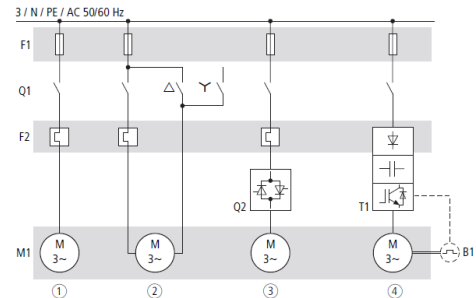 3 / N / PE / AC 50/60 Hz
F1
Q1
F2
Q2
T1
M1
M
3~
M
3~
M
3~
M
3~
B1
①
②
③
④